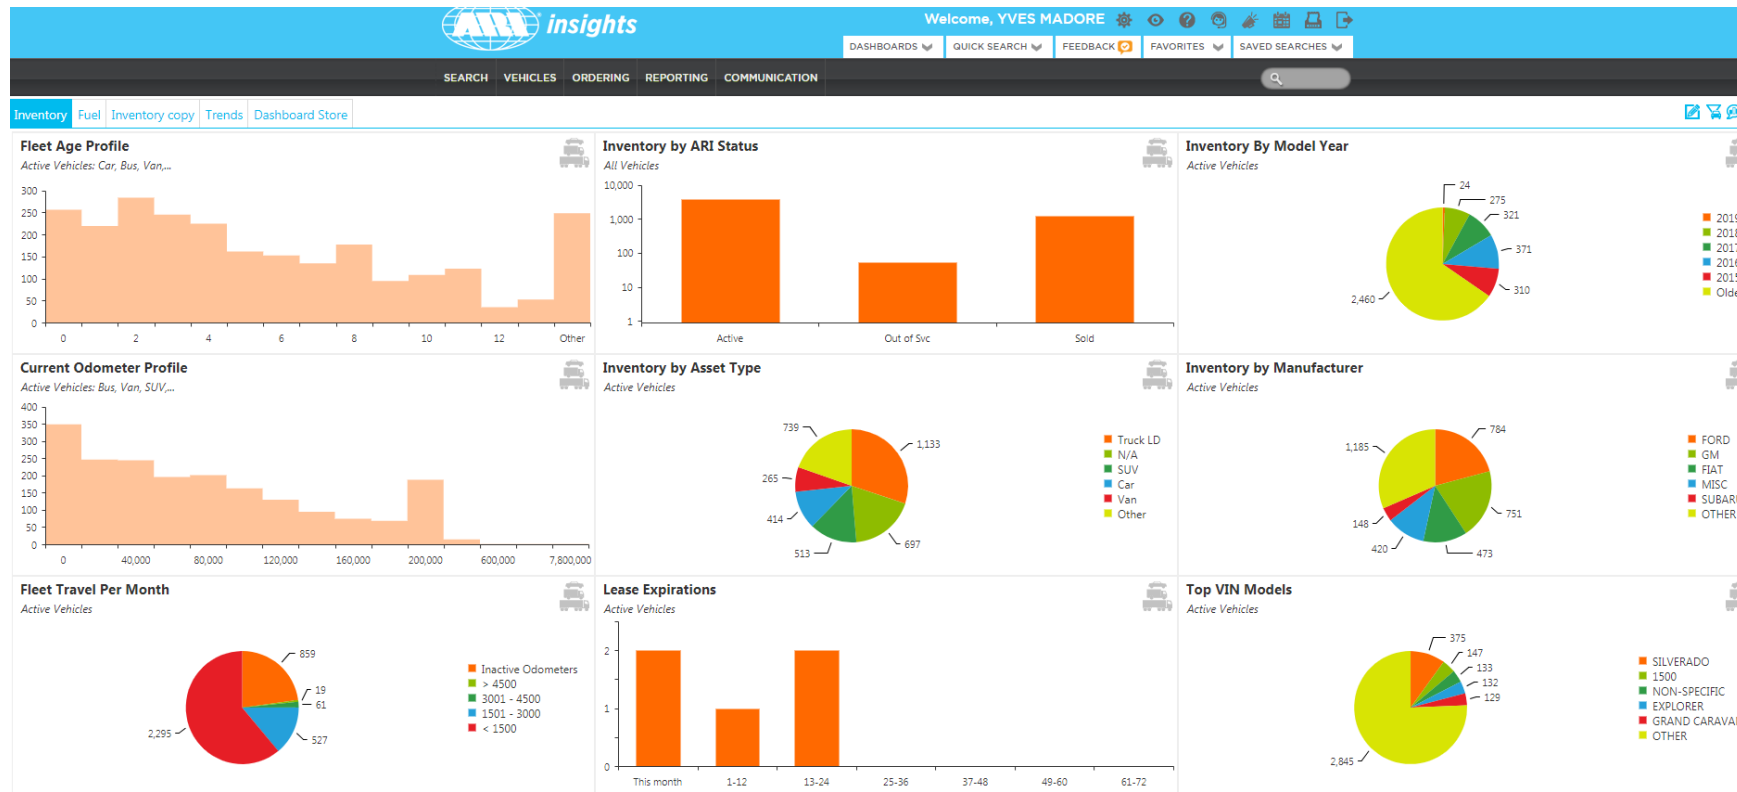 ARI insights
Welcome, YVES MADORE
DASHBOARDS QUICK SEARCH FEEDBACK FAVORITES SAVED SEARCHES
SEARCH VEHICLES ORDERING REPORTING COMMUNICATION
Inventory Fuel Inventory copy Trends Dashboard Store
Fleet Age Profile
Active Vehicles: Car, Bus, Van,...
300
250
200
150
100
50
0
0 2 4 6 8 10 12 Other
Inventory by ARI Status
All Vehicles
10,000
1,000
100
10
1
Active Out of Svc Sold
Inventory By Model Year
Active Vehicles
24
275
321
371
310
2,460
2019
2018
2017
2016
2015
Olde
Current Odometer Profile
Active Vehicles: Bus, Van, SUV,...
400
350
300
250
200
150
100
50
0
0 40,000 80,000 120,000 160,000 200,000 600,000 7,800,000
Inventory by Asset Type
Active Vehicles
739
1,133
265
414
513
697
Truck LD
N/A
SUV
Car
Van
Other
Inventory by Manufacturer
Active Vehicles
784
1,185
751
148
420
473
FORD
GM
FIAT
MISC
SUBARU
OTHER
Fleet Travel Per Month
Active Vehicles
859
19
61
527
2,295
Inactive Odometers
> 4500
3001 - 4500
1501 - 3000
< 1500
Lease Expirations
Active Vehicles
2
1
0
This month 1-12 13-24 25-36 37-48 49-60 61-72
Top VIN Models
Active Vehicles
375
147
133
132
129
2,845
SILVERADO
1500
NON-SPECIFIC
EXPLORER
GRAND CARAVA
OTHER